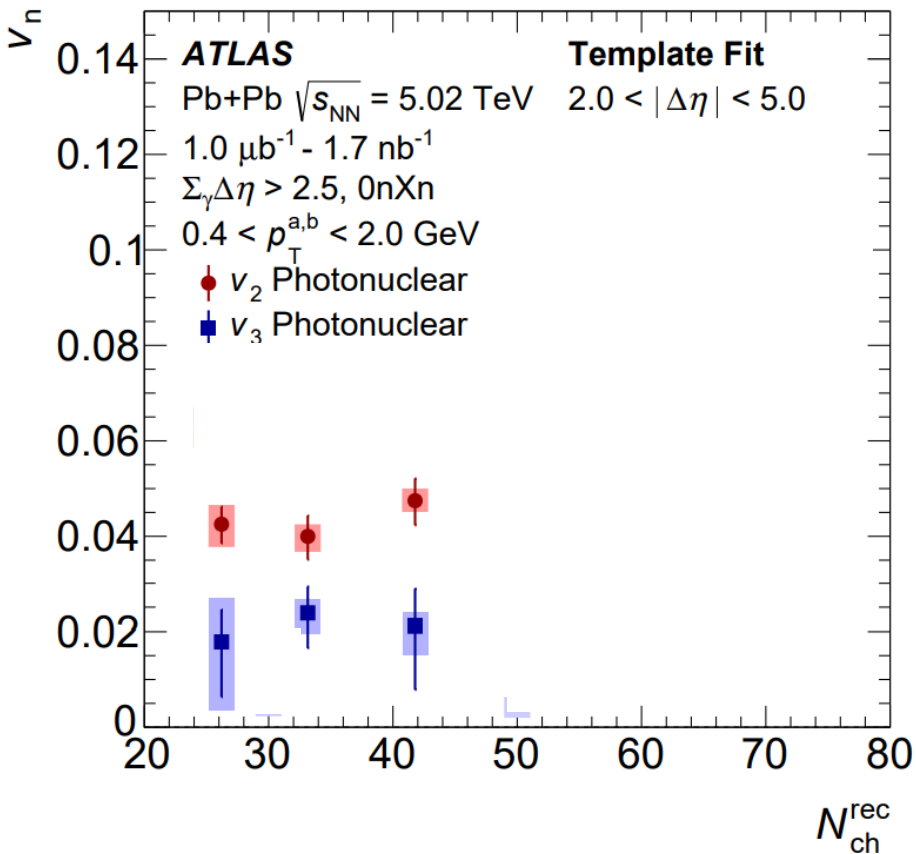 v_n
0.14
0.12
0.1
0.08
0.06
0.04
0.02
0
ATLAS
Pb+Pb √s_NN = 5.02 TeV
1.0 μb⁻¹ - 1.7 nb⁻¹
Σ_γ Δη > 2.5, 0nXn
0.4 < p_T^{a,b} < 2.0 GeV
v_2 Photonuclear
v_3 Photonuclear
Template Fit
2.0 < |Δη| < 5.0
20 30 40 50 60 70 80
N_ch^rec